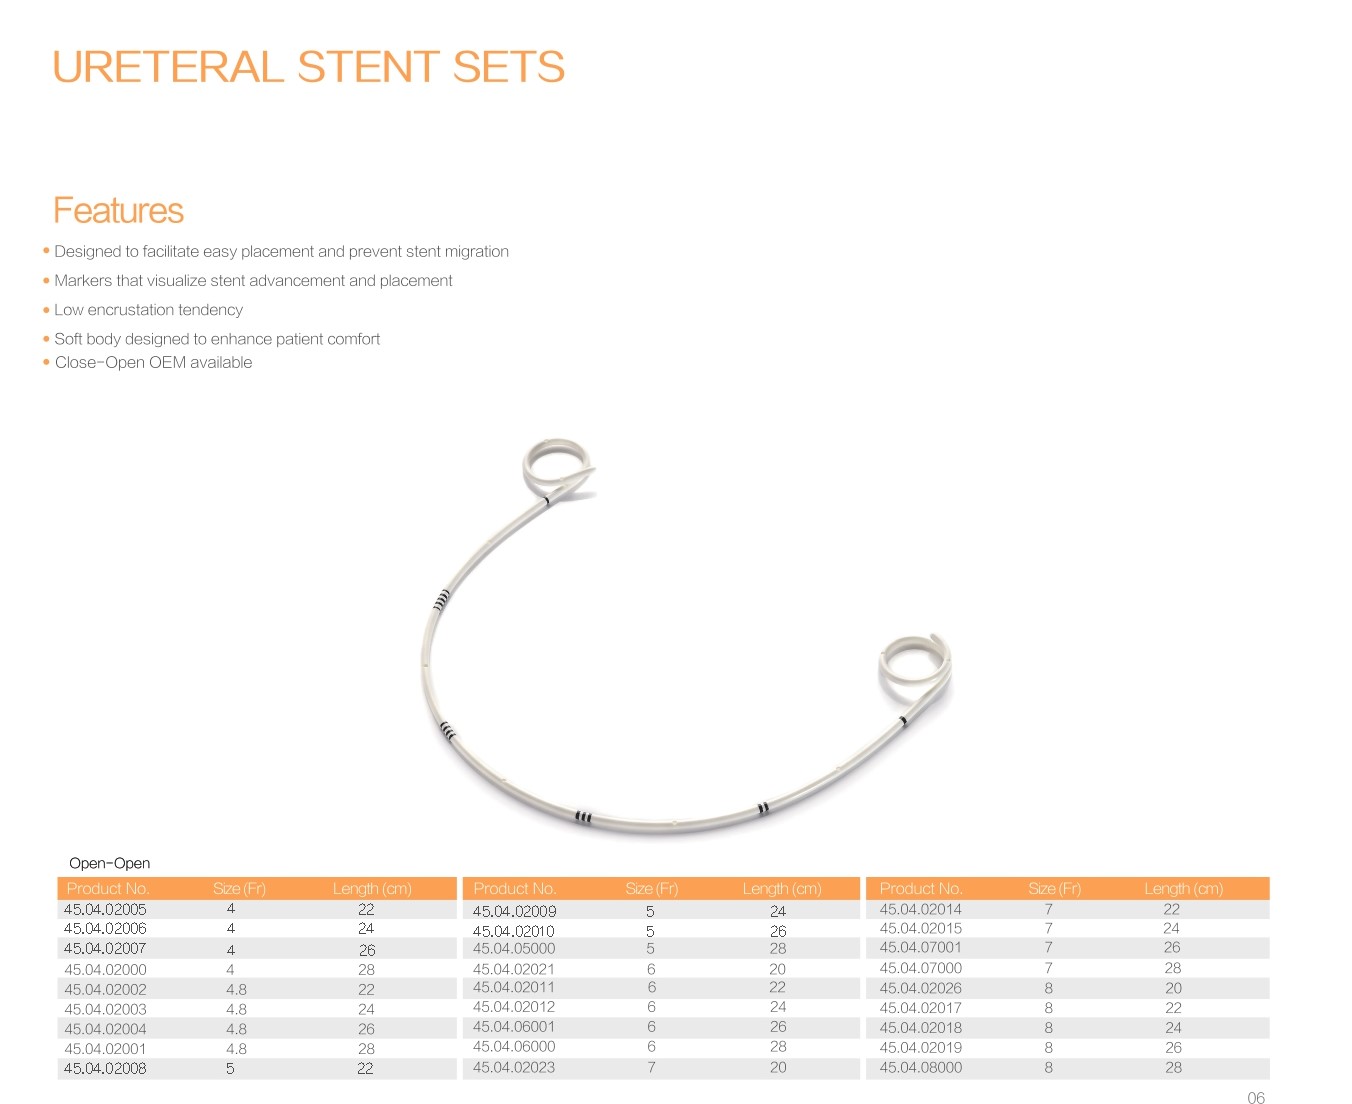 URETERAL STENT SETS
Features
• Designed to facilitate easy placement and prevent stent migration
• Markers that visualize stent advancement and placement
• Low encrustation tendency
• Soft body designed to enhance patient comfort
• Close-Open OEM available
Open-Open
Product No. Size (Fr) Length (cm) Product No. Size (Fr) Length (cm) Product No. Size (Fr) Length (cm)
45.04.02005 4 22 45.04.02009 5 24 45.04.02014 7 22
45.04.02006 4 24 45.04.02010 5 26 45.04.02015 7 24
45.04.02007 4 26 45.04.05000 5 28 45.04.07001 7 26
45.04.02000 4 28 45.04.02021 6 20 45.04.07000 7 28
45.04.02002 4.8 22 45.04.02011 6 22 45.04.02026 8 20
45.04.02003 4.8 24 45.04.02012 6 24 45.04.02017 8 22
45.04.02004 4.8 26 45.04.06001 6 26 45.04.02018 8 24
45.04.02001 4.8 28 45.04.06000 6 28 45.04.02019 8 26
45.04.02008 5 22 45.04.02023 7 20 45.04.08000 8 28
06